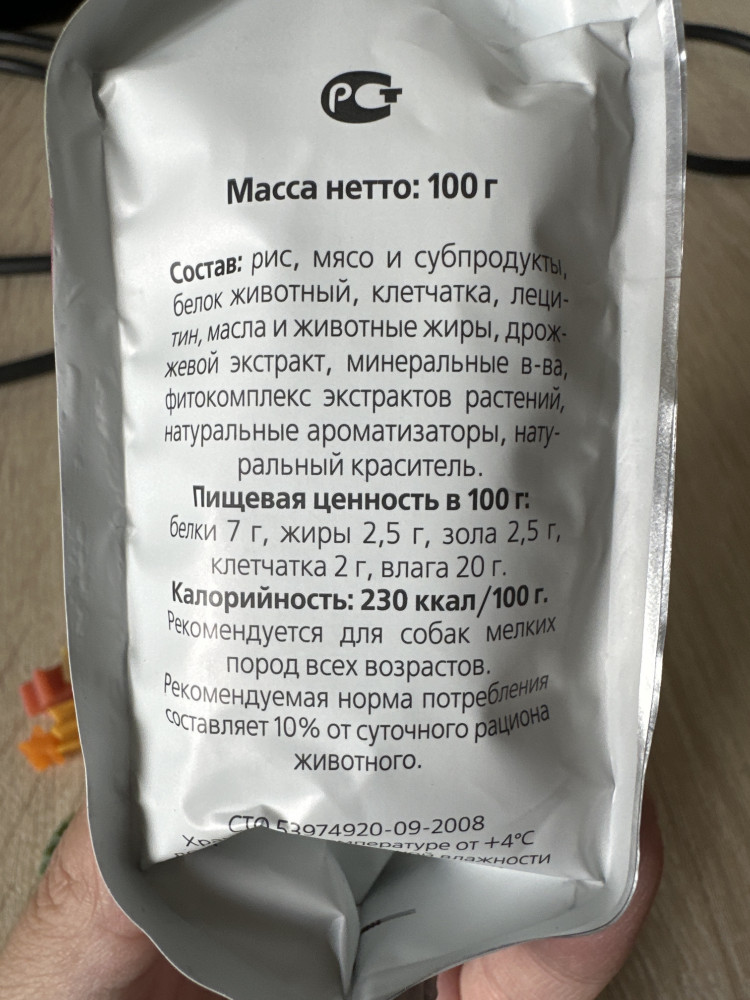 РСТ
Масса нетто: 100 г
Состав: рис, мясо и субпродукты,
белок животный, клетчатка, леци-
тин, масла и животные жиры, дрож-
жевой экстракт, минеральные в-ва,
фитокомплекс экстрактов растений,
натуральные ароматизаторы, нату-
ральный краситель.
Пищевая ценность в 100 г:
белки 7 г, жиры 2,5 г, зола 2,5 г,
клетчатка 2 г, влага 20 г.
Калорийность: 230 ккал/100 г.
Рекомендуется для собак мелких
пород всех возрастов.
Рекомендуемая норма потребления
составляет 10% от суточного рациона
животного.
СТО 53974920-09-2008
от +4°С
влажности